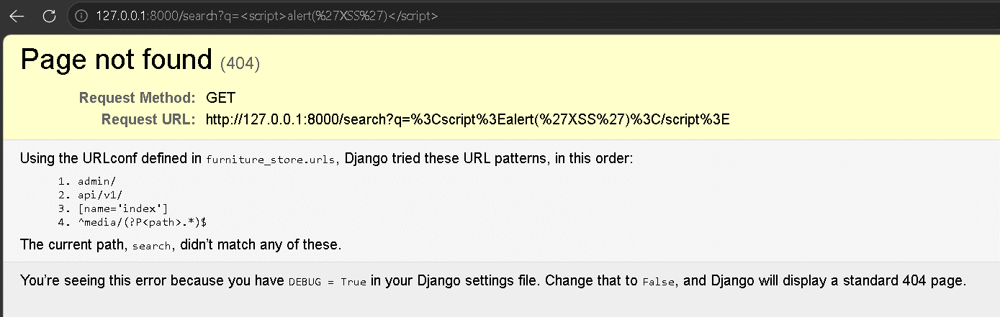 127.0.0.1:8000/search?q=<script>alert(%27XSS%27)</script>
Page not found (404)
Request Method: GET
Request URL: http://127.0.0.1:8000/search?q=%3Cscript%3Ealert(%27XSS%27)%3C/script%3E
Using the URLconf defined in furniture_store.urls, Django tried these URL patterns, in this order:
1. admin/
2. api/v1/
3. [name='index']
4. ^media/(?P<path>.*)$
The current path, search, didn’t match any of these.
You’re seeing this error because you have DEBUG = True in your Django settings file. Change that to False, and Django will display a standard 404 page.